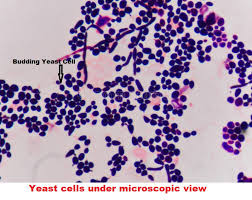 Budding Yeast Cell
Yeast cells under microscopic view